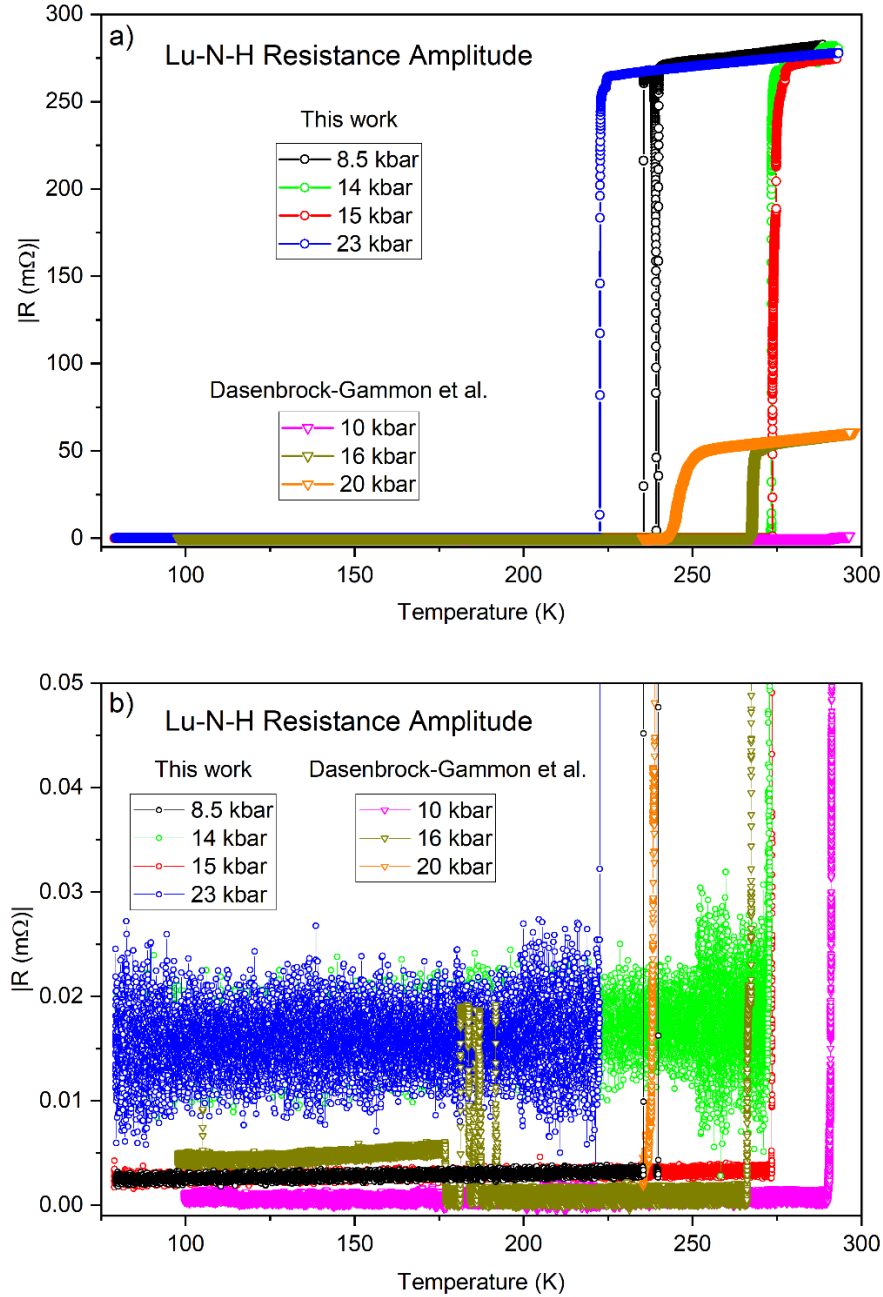 a)
Lu-N-H Resistance Amplitude
This work
8.5 kbar
14 kbar
15 kbar
23 kbar
Dasenbrock-Gammon et al.
10 kbar
16 kbar
20 kbar
|R (mΩ)|
300
250
200
150
100
50
0
100 150 200 250 300
Temperature (K)
b)
Lu-N-H Resistance Amplitude
This work Dasenbrock-Gammon et al.
8.5 kbar 10 kbar
14 kbar 16 kbar
15 kbar 20 kbar
23 kbar
|R (mΩ)|
0.05
0.04
0.03
0.02
0.01
0.00
100 150 200 250 300
Temperature (K)